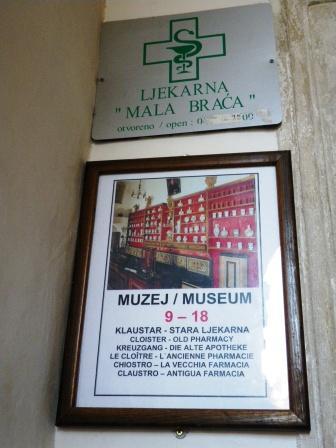 LJEKARNA
"MALA BRAĆA"
otvoreno / open :
MUZEJ / MUSEUM
9 – 18
KLAUSTAR - STARA LJEKARNA
CLOISTER - OLD PHARMACY
KREUZGANG - DIE ALTE APOTHEKE
LE CLOÎTRE - L'ANCIENNE PHARMACIE
CHIOSTRO – LA VECCHIA FARMACIA
CLAUSTRO – ANTIGUA FARMACIA